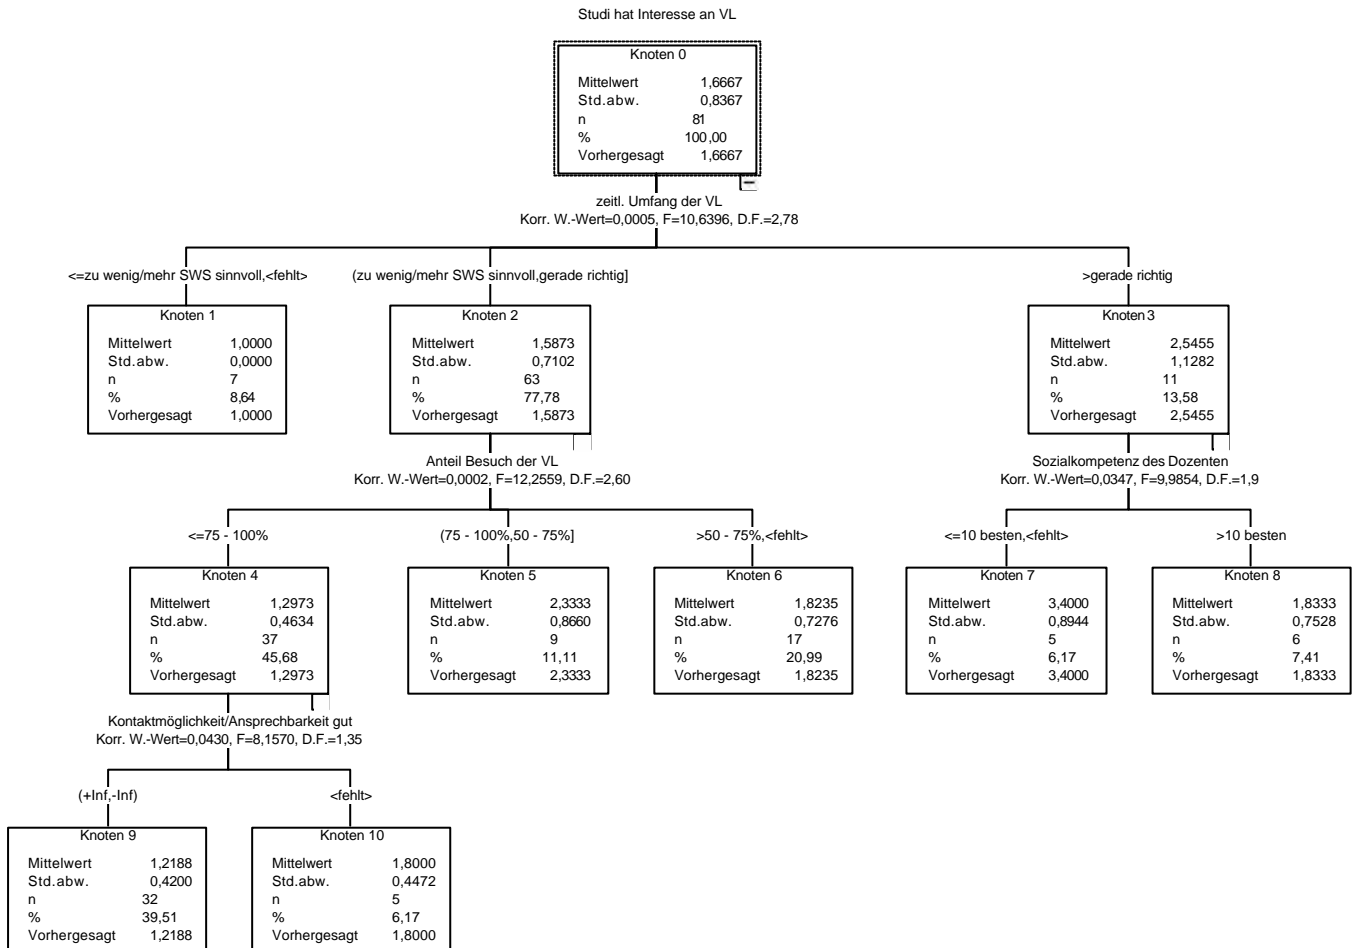 Studi hat Interesse an VL
Knoten 0
Mittelwert 1,6667
Std.abw. 0,8367
n 81
% 100,00
Vorhergesagt 1,6667
zeitl. Umfang der VL
Korr. W.-Wert=0,0005, F=10,6396, D.F.=2,78
<=zu wenig/mehr SWS sinnvoll,<fehlt>
Knoten 1
Mittelwert 1,0000
Std.abw. 0,0000
n 7
% 8,64
Vorhergesagt 1,0000
(zu wenig/mehr SWS sinnvoll,gerade richtig]
Knoten 2
Mittelwert 1,5873
Std.abw. 0,7102
n 63
% 77,78
Vorhergesagt 1,5873
>gerade richtig
Knoten 3
Mittelwert 2,5455
Std.abw. 1,1282
n 11
% 13,58
Vorhergesagt 2,5455
Anteil Besuch der VL
Korr. W.-Wert=0,0002, F=12,2559, D.F.=2,60
Sozialkompetenz des Dozenten
Korr. W.-Wert=0,0347, F=9,9854, D.F.=1,9
<=75 - 100%
Knoten 4
Mittelwert 1,2973
Std.abw. 0,4634
n 37
% 45,68
Vorhergesagt 1,2973
(75 - 100%,50 - 75%]
Knoten 5
Mittelwert 2,3333
Std.abw. 0,8660
n 9
% 11,11
Vorhergesagt 2,3333
>50 - 75%,<fehlt>
Knoten 6
Mittelwert 1,8235
Std.abw. 0,7276
n 17
% 20,99
Vorhergesagt 1,8235
<=10 besten,<fehlt>
Knoten 7
Mittelwert 3,4000
Std.abw. 0,8944
n 5
% 6,17
Vorhergesagt 3,4000
>10 besten
Knoten 8
Mittelwert 1,8333
Std.abw. 0,7528
n 6
% 7,41
Vorhergesagt 1,8333
Kontaktmöglichkeit/Ansprechbarkeit gut
Korr. W.-Wert=0,0430, F=8,1570, D.F.=1,35
(+Inf,-Inf)
Knoten 9
Mittelwert 1,2188
Std.abw. 0,4200
n 32
% 39,51
Vorhergesagt 1,2188
<fehlt>
Knoten 10
Mittelwert 1,8000
Std.abw. 0,4472
n 5
% 6,17
Vorhergesagt 1,8000